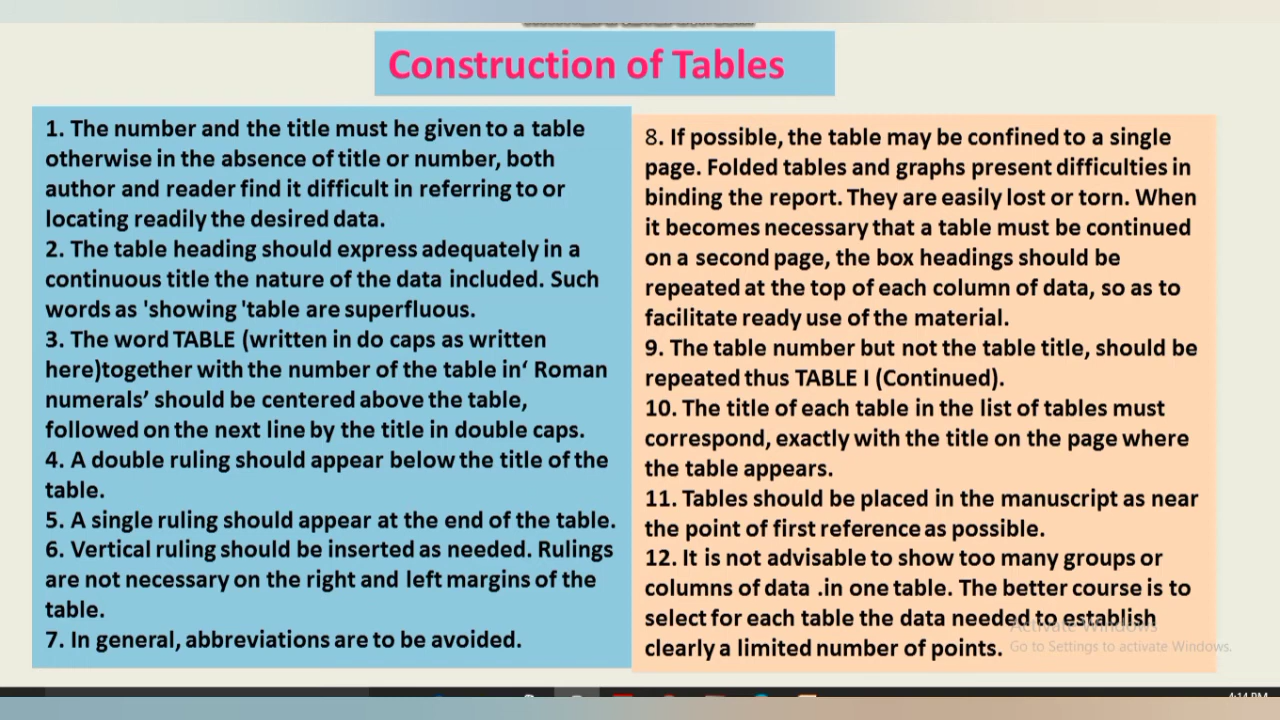 Construction of Tables
1. The number and the title must he given to a table
otherwise in the absence of title or number, both
author and reader find it difficult in referring to or
locating readily the desired data.
2. The table heading should express adequately in a
continuous title the nature of the data included. Such
words as 'showing 'table are superfluous.
3. The word TABLE (written in do caps as written
here)together with the number of the table in‘ Roman
numerals’ should be centered above the table,
followed on the next line by the title in double caps.
4. A double ruling should appear below the title of the
table.
5. A single ruling should appear at the end of the table.
6. Vertical ruling should be inserted as needed. Rulings
are not necessary on the right and left margins of the
table.
7. In general, abbreviations are to be avoided.
8. If possible, the table may be confined to a single
page. Folded tables and graphs present difficulties in
binding the report. They are easily lost or torn. When
it becomes necessary that a table must be continued
on a second page, the box headings should be
repeated at the top of each column of data, so as to
facilitate ready use of the material.
9. The table number but not the table title, should be
repeated thus TABLE I (Continued).
10. The title of each table in the list of tables must
correspond, exactly with the title on the page where
the table appears.
11. Tables should be placed in the manuscript as near
the point of first reference as possible.
12. It is not advisable to show too many groups or
columns of data .in one table. The better course is to
select for each table the data needed to establish
clearly a limited number of points.
Activate Windows
Go to Settings to activate Windows.
4:14 PM